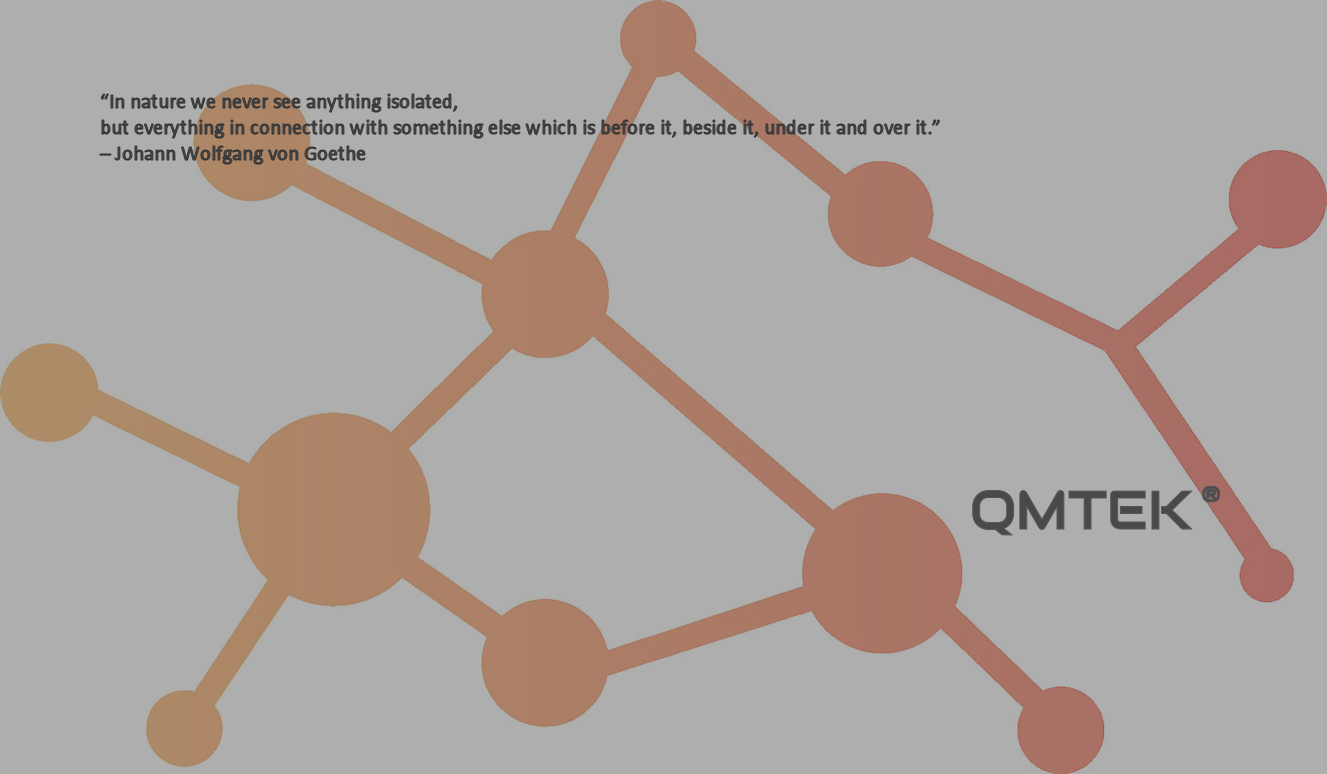 “In nature we never see anything isolated,
but everything in connection with something else which is before it, beside it, under it and over it.”
– Johann Wolfgang von Goethe
QMTEK ®